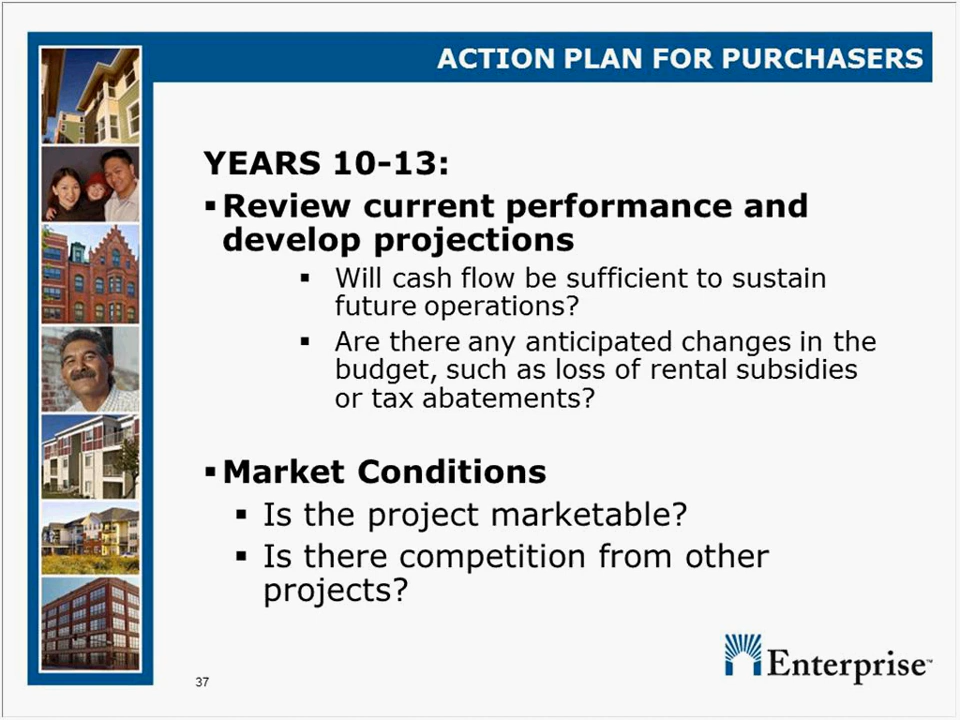 ACTION PLAN FOR PURCHASERS
YEARS 10-13:
▪ Review current performance and
develop projections
▪ Will cash flow be sufficient to sustain
future operations?
▪ Are there any anticipated changes in the
budget, such as loss of rental subsidies
or tax abatements?
▪ Market Conditions
▪ Is the project marketable?
▪ Is there competition from other
projects?
Enterprise™
37